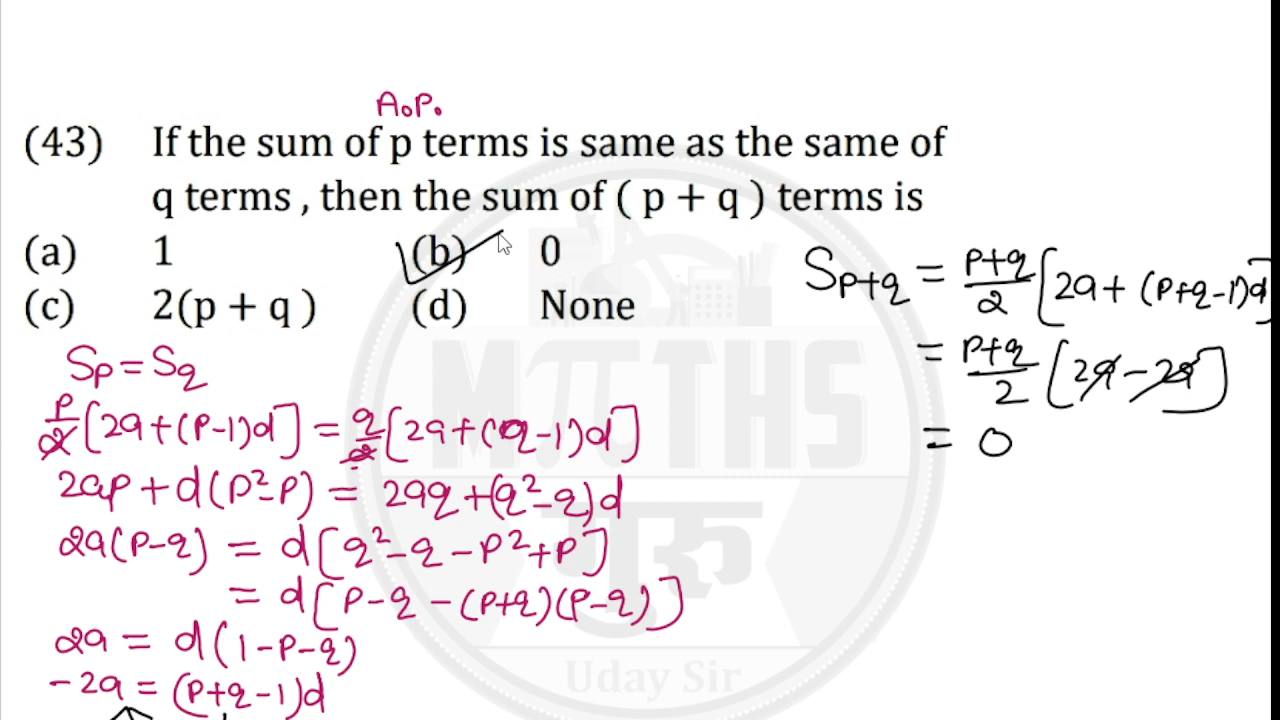 A.P.
(43) If the sum of p terms is same as the same of
q terms , then the sum of ( p + q ) terms is
(a) 1 (b) 0
(c) 2(p + q ) (d) None
Sp = Sq
p/2 [2a + (p-1)d] = q/2 [2a + (q-1)d]
2ap + d(p²-p) = 2aq + (q²-q)d
2a(p-q) = d[q²-q-p²+p]
= d[p-q-(p+q)(p-q)]
2a = d(1-p-q)
-2a = (p+q-1)d
Sp+q = p+q/2 [2a + (p+q-1)d]
= p+q/2 [2a - 2a]
= 0
MπTHS
गुरु
Uday Sir